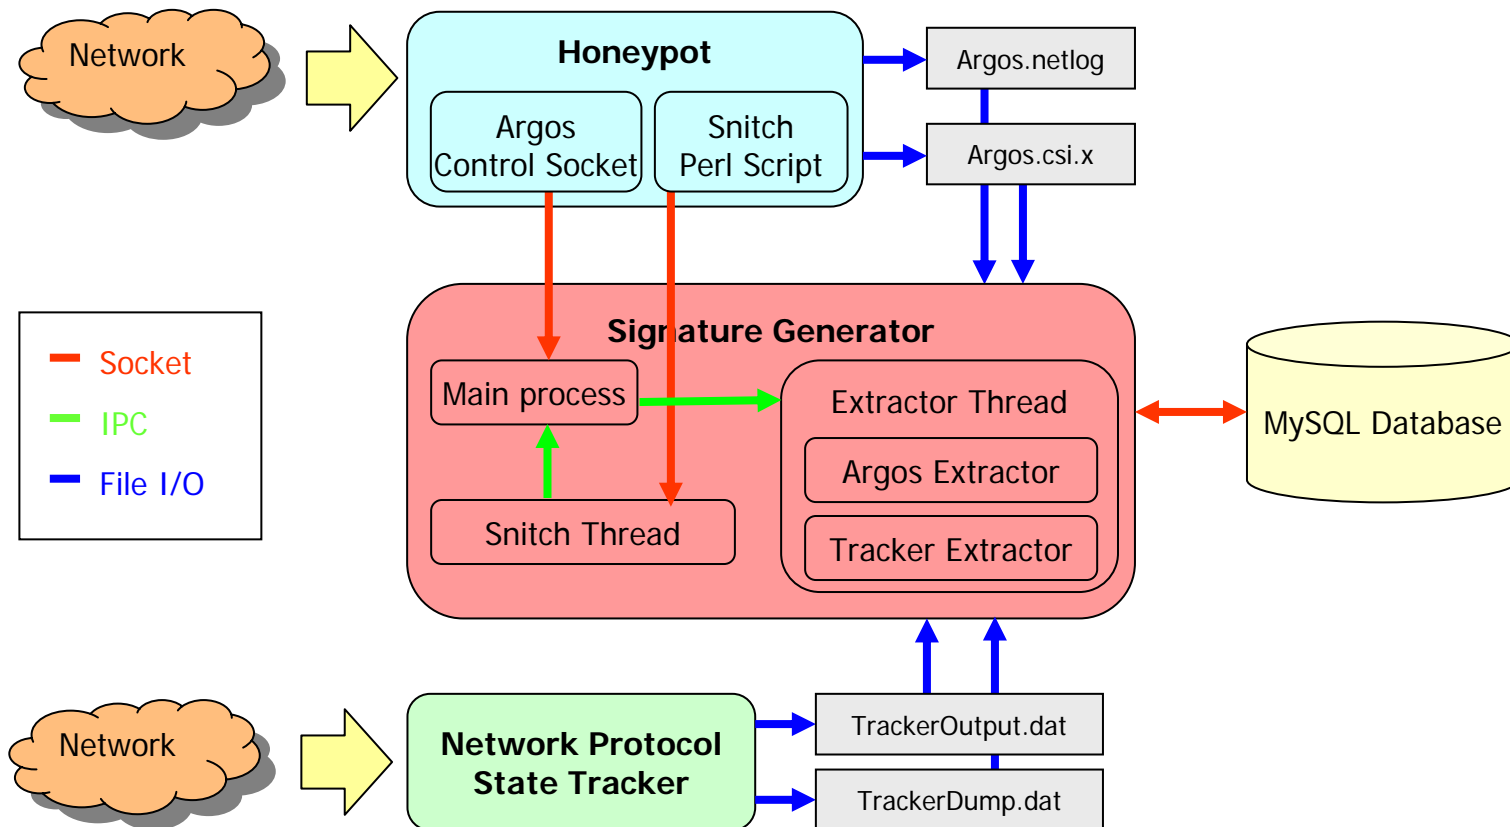 Network
Honeypot
Argos
Control Socket
Snitch
Perl Script
Argos.netlog
Argos.csi.x
Socket
IPC
File I/O
Signature Generator
Main process
Snitch Thread
Extractor Thread
Argos Extractor
Tracker Extractor
MySQL Database
Network
Network Protocol
State Tracker
TrackerOutput.dat
TrackerDump.dat